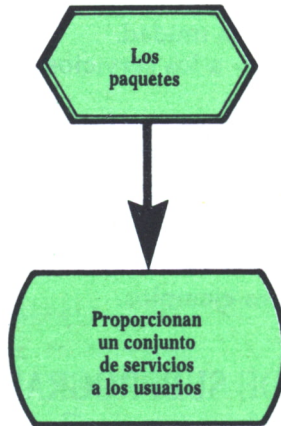 Los
paquetes
Proporcionan
un conjunto
de servicios
a los usuarios